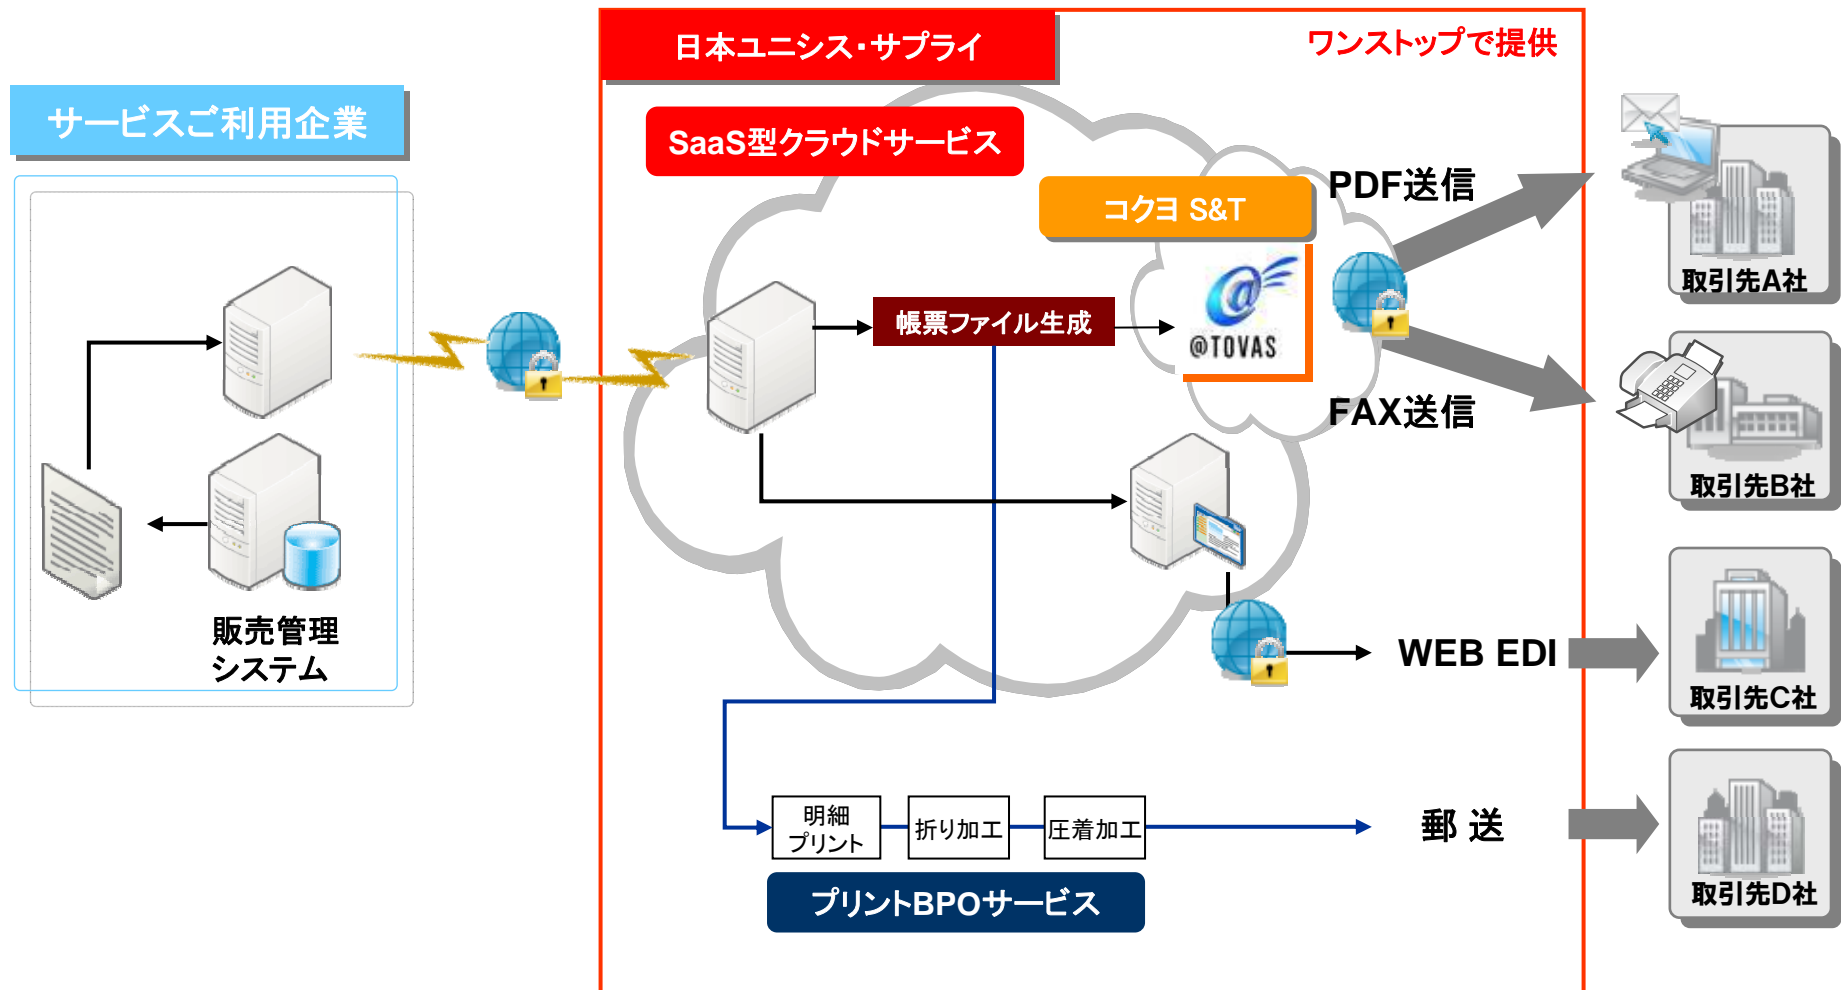 日本ユニシス・サプライ
ワンストップで提供
サービスご利用企業
SaaS型クラウドサービス
コクヨ S&T
PDF送信
取引先A社
帳票ファイル生成
@TOVAS
FAX送信
取引先B社
販売管理
システム
WEB EDI
取引先C社
明細
プリント
折り加工
圧着加工
郵 送
取引先D社
プリントBPOサービス